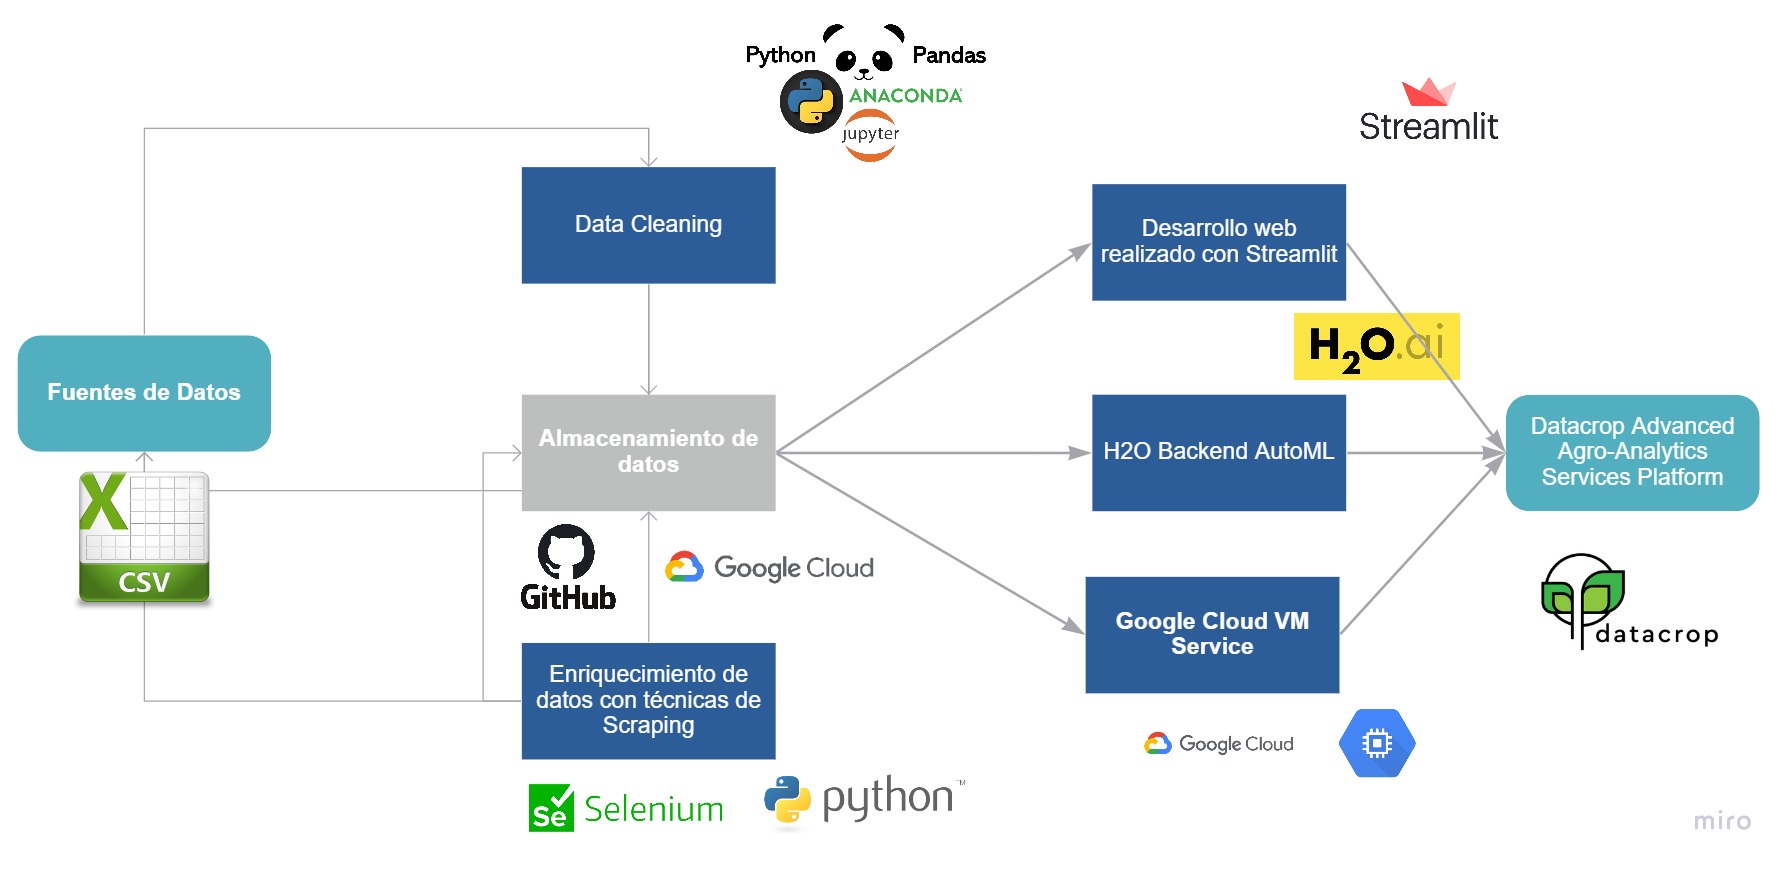 Python
Pandas
ANACONDA
jupyter
Streamlit
Data Cleaning
Desarrollo web
realizado con Streamlit
H2O.ai
Fuentes de Datos
CSV
Almacenamiento de
datos
H2O Backend AutoML
Datacrop Advanced
Agro-Analytics
Services Platform
GitHub
Google Cloud
Google Cloud VM
Service
datacrop
Enriquecimiento de
datos con técnicas de
Scraping
Google Cloud
Se
Selenium
python™
miro